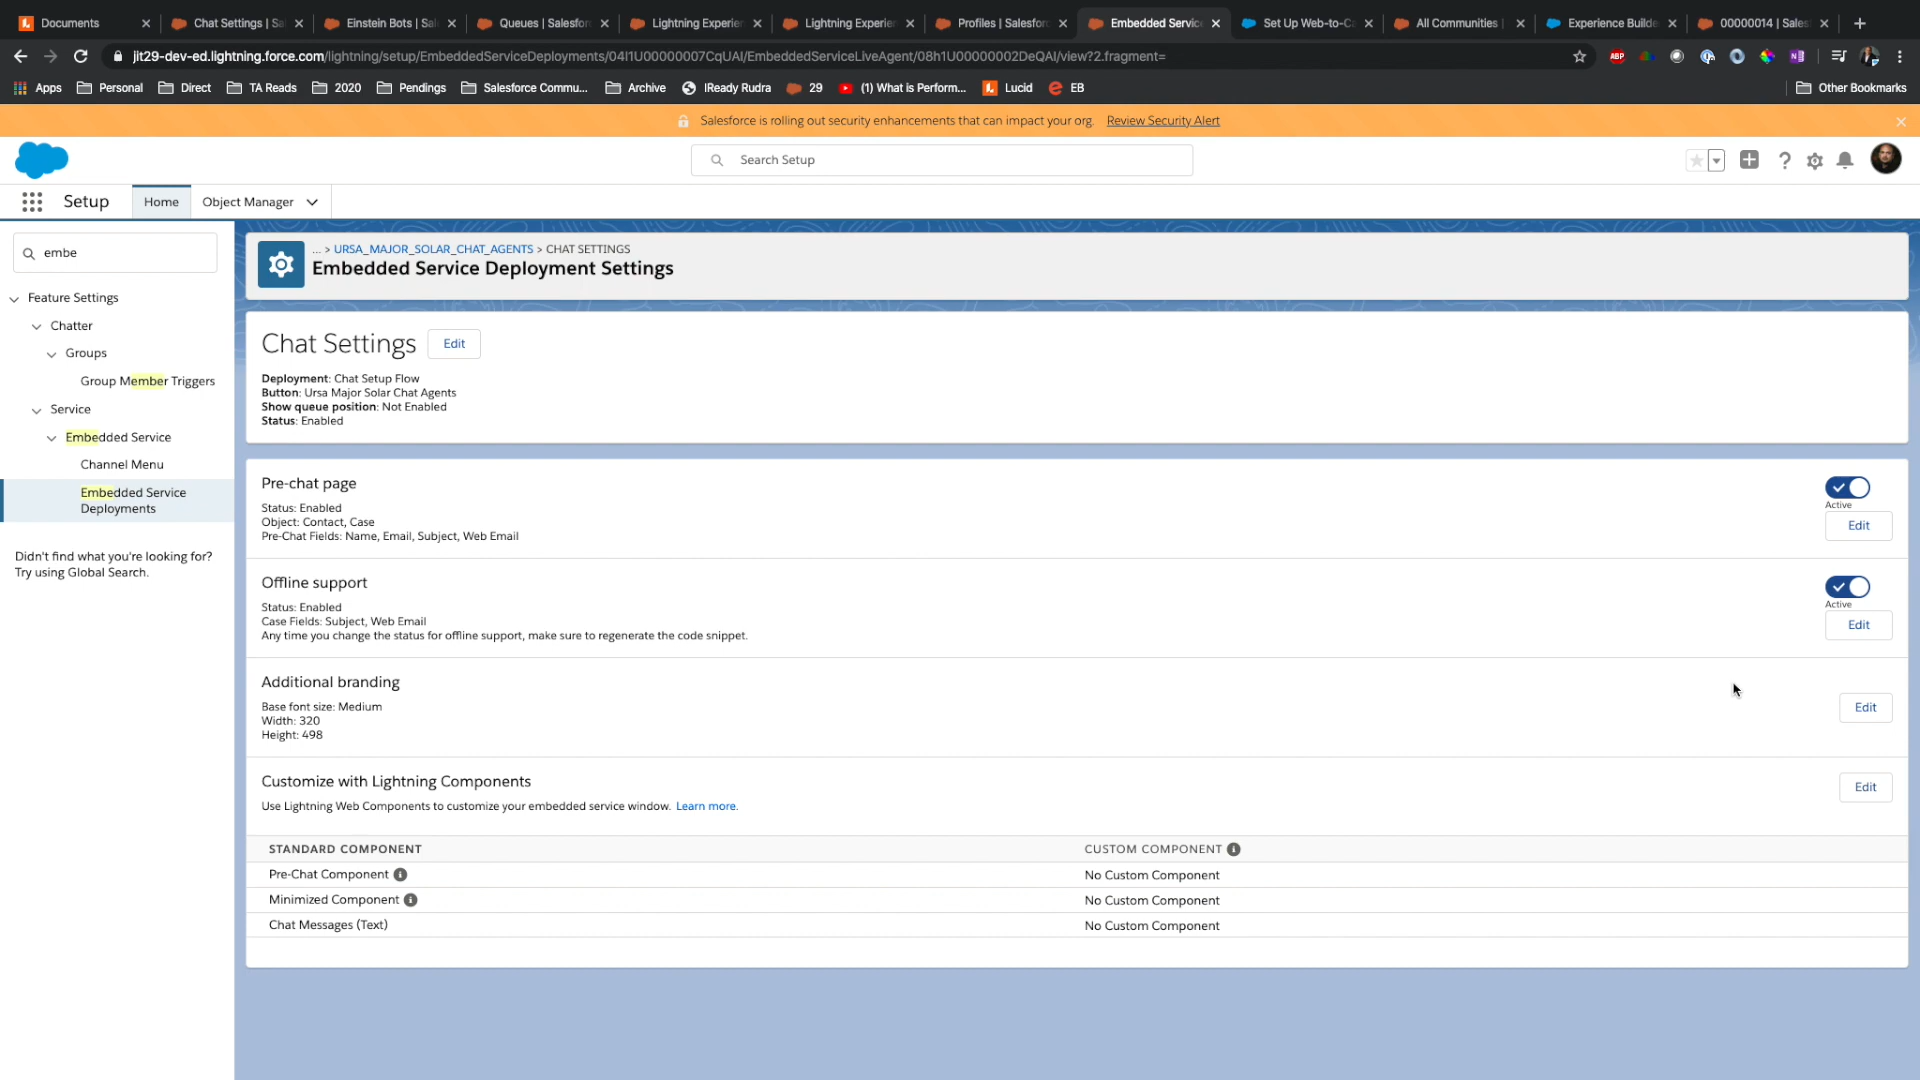 Documents
Chat Settings | Sa
Einstein Bots | Sal
Queues | Salesfor
Lightning Experien
Lightning Experien
Profiles | Salesforc
Embedded Servic
Set Up Web-to-C
All Communities |
Experience Builde
00000014 | Sales
jit29-dev-ed.lightning.force.com/lightning/setup/EmbeddedServiceDeployments/04I1U00000007CqUAI/EmbeddedServiceLiveAgent/08h1U00000002DeQAI/view?2.fragment=
ABP
N
Apps
Personal
Direct
TA Reads
2020
Pendings
Salesforce Commu...
Archive
IReady Rudra
29
(1) What is Perform...
Lucid
EB
Other Bookmarks
Salesforce is rolling out security enhancements that can impact your org. Review Security Alert
Search Setup
Setup
Home
Object Manager
embe
Feature Settings
Chatter
Groups
Group Member Triggers
Service
Embedded Service
Channel Menu
Embedded Service
Deployments
Didn't find what you're looking for?
Try using Global Search.
... > URSA_MAJOR_SOLAR_CHAT_AGENTS > CHAT SETTINGS
Embedded Service Deployment Settings
Chat Settings
Edit
Deployment: Chat Setup Flow
Button: Ursa Major Solar Chat Agents
Show queue position: Not Enabled
Status: Enabled
Pre-chat page
Status: Enabled
Object: Contact, Case
Pre-Chat Fields: Name, Email, Subject, Web Email
Active
Edit
Offline support
Status: Enabled
Case Fields: Subject, Web Email
Any time you change the status for offline support, make sure to regenerate the code snippet.
Active
Edit
Additional branding
Base font size: Medium
Width: 320
Height: 498
Edit
Customize with Lightning Components
Use Lightning Web Components to customize your embedded service window. Learn more.
Edit
STANDARD COMPONENT
CUSTOM COMPONENT
Pre-Chat Component
No Custom Component
Minimized Component
No Custom Component
Chat Messages (Text)
No Custom Component